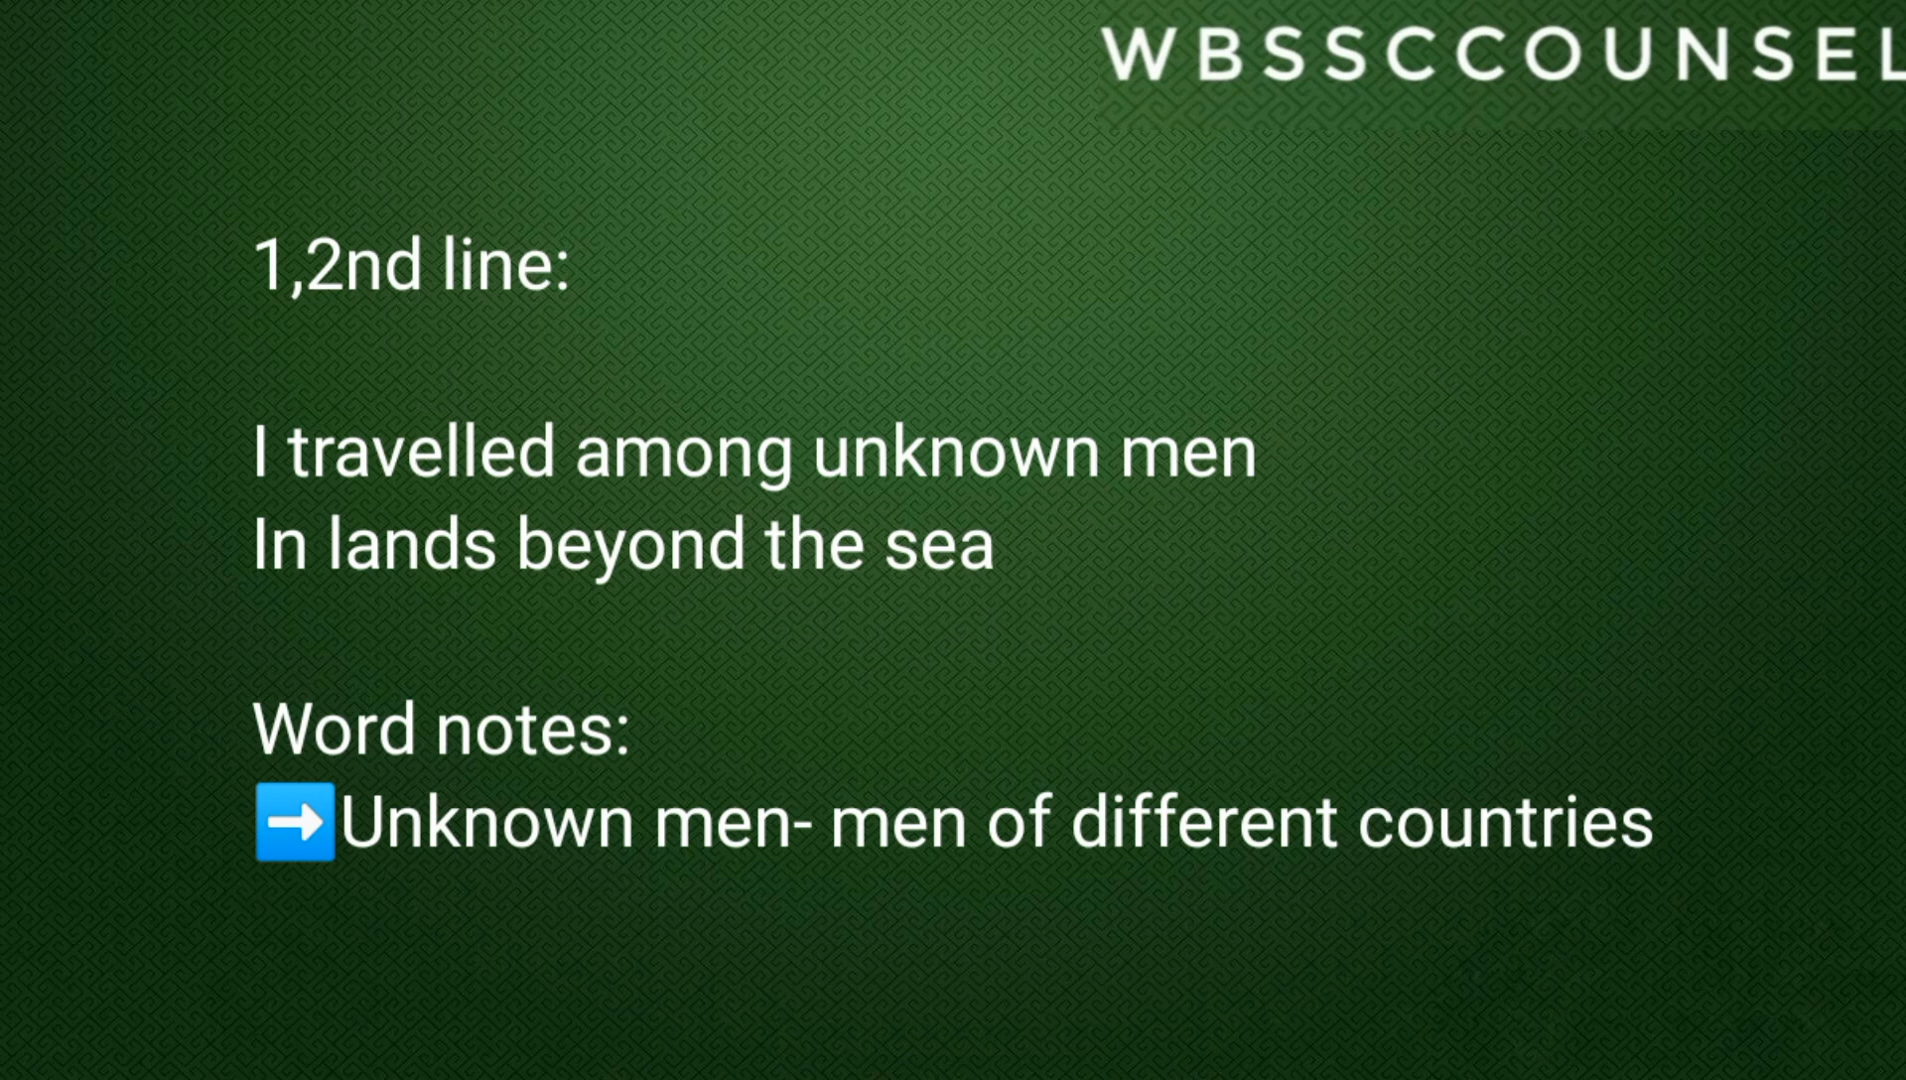 WBSSCCOUNSEL
1,2nd line:
I travelled among unknown men
In lands beyond the sea
Word notes:
➡️Unknown men- men of different countries